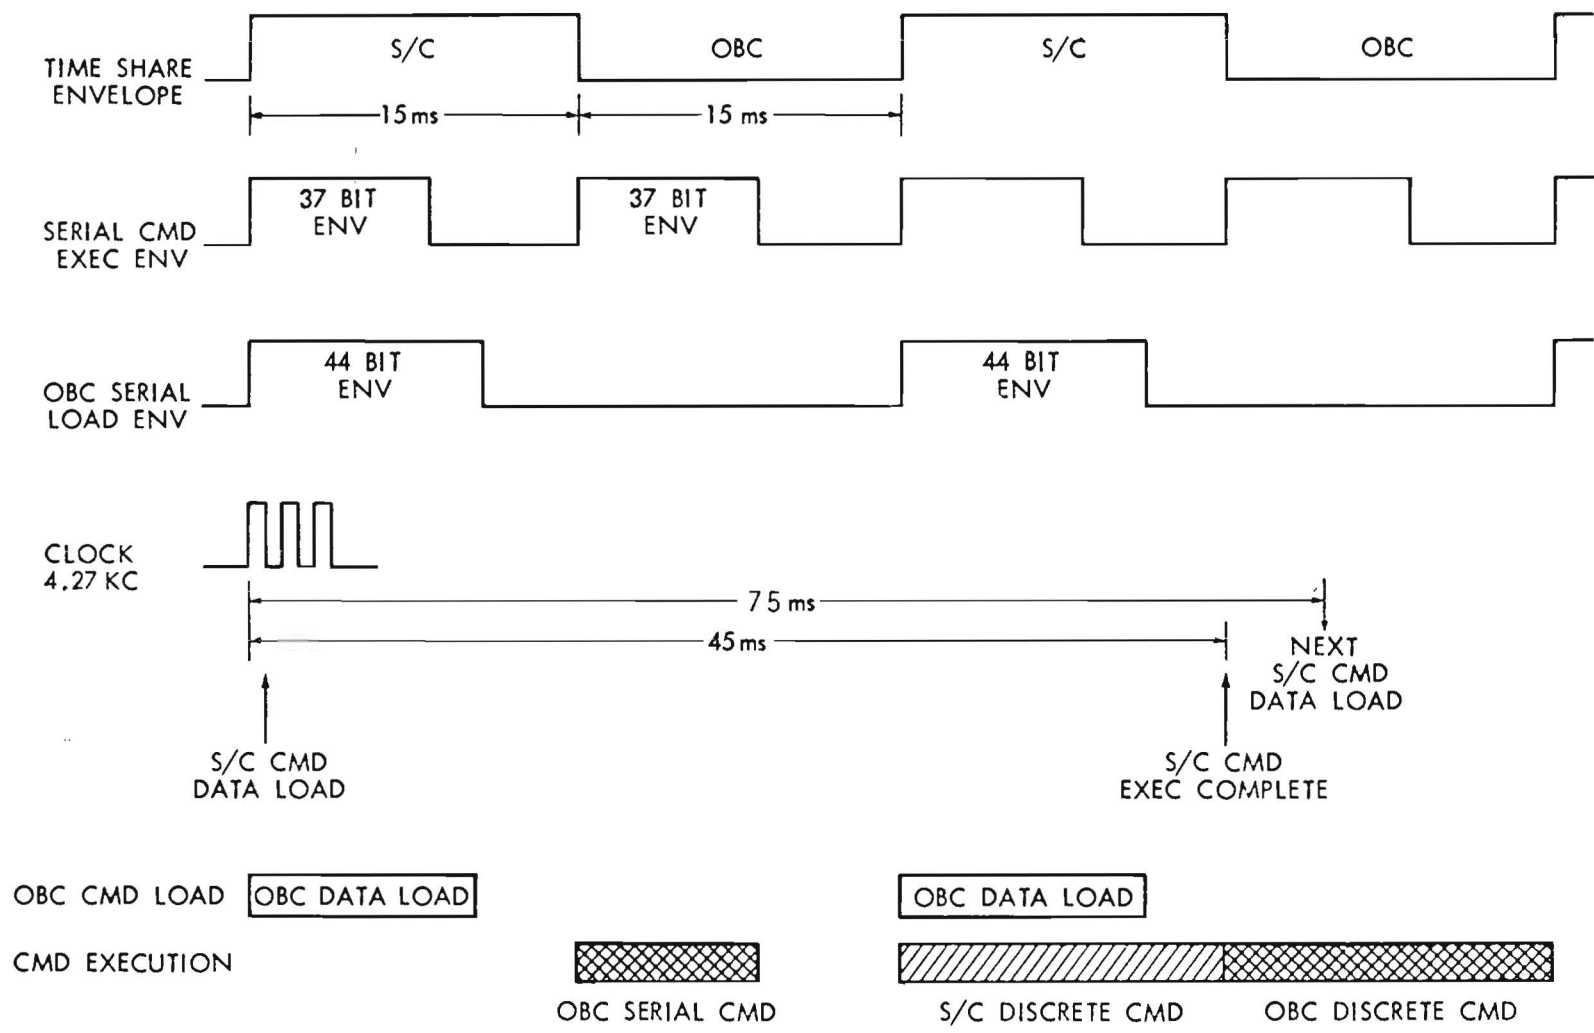 S/C
OBC
S/C
OBC
TIME SHARE
ENVELOPE
15 ms
15 ms
37 BIT
ENV
37 BIT
ENV
SERIAL CMD
EXEC ENV
44 BIT
ENV
44 BIT
ENV
OBC SERIAL
LOAD ENV
CLOCK
4.27 KC
75 ms
45 ms
NEXT
S/C CMD
DATA LOAD
S/C CMD
DATA LOAD
S/C CMD
EXEC COMPLETE
OBC CMD LOAD
OBC DATA LOAD
OBC DATA LOAD
CMD EXECUTION
OBC SERIAL CMD
S/C DISCRETE CMD
OBC DISCRETE CMD